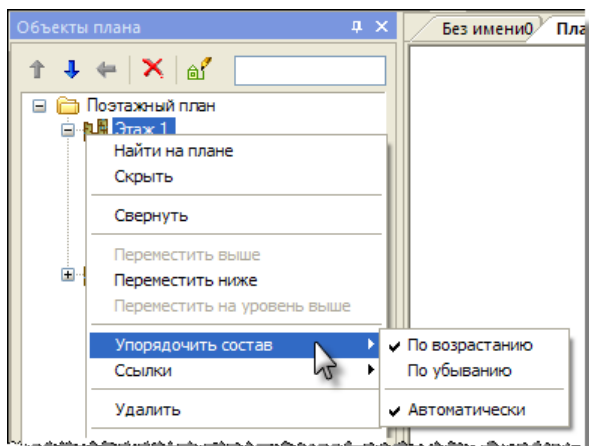 Объекты плана
Без имени0 Пла
Поэтажный план
Этаж 1
Найти на плане
Скрыть
Свернуть
Переместить выше
Переместить ниже
Переместить на уровень выше
Упорядочить состав
По возрастанию
Ссылки
По убыванию
Удалить
Автоматически